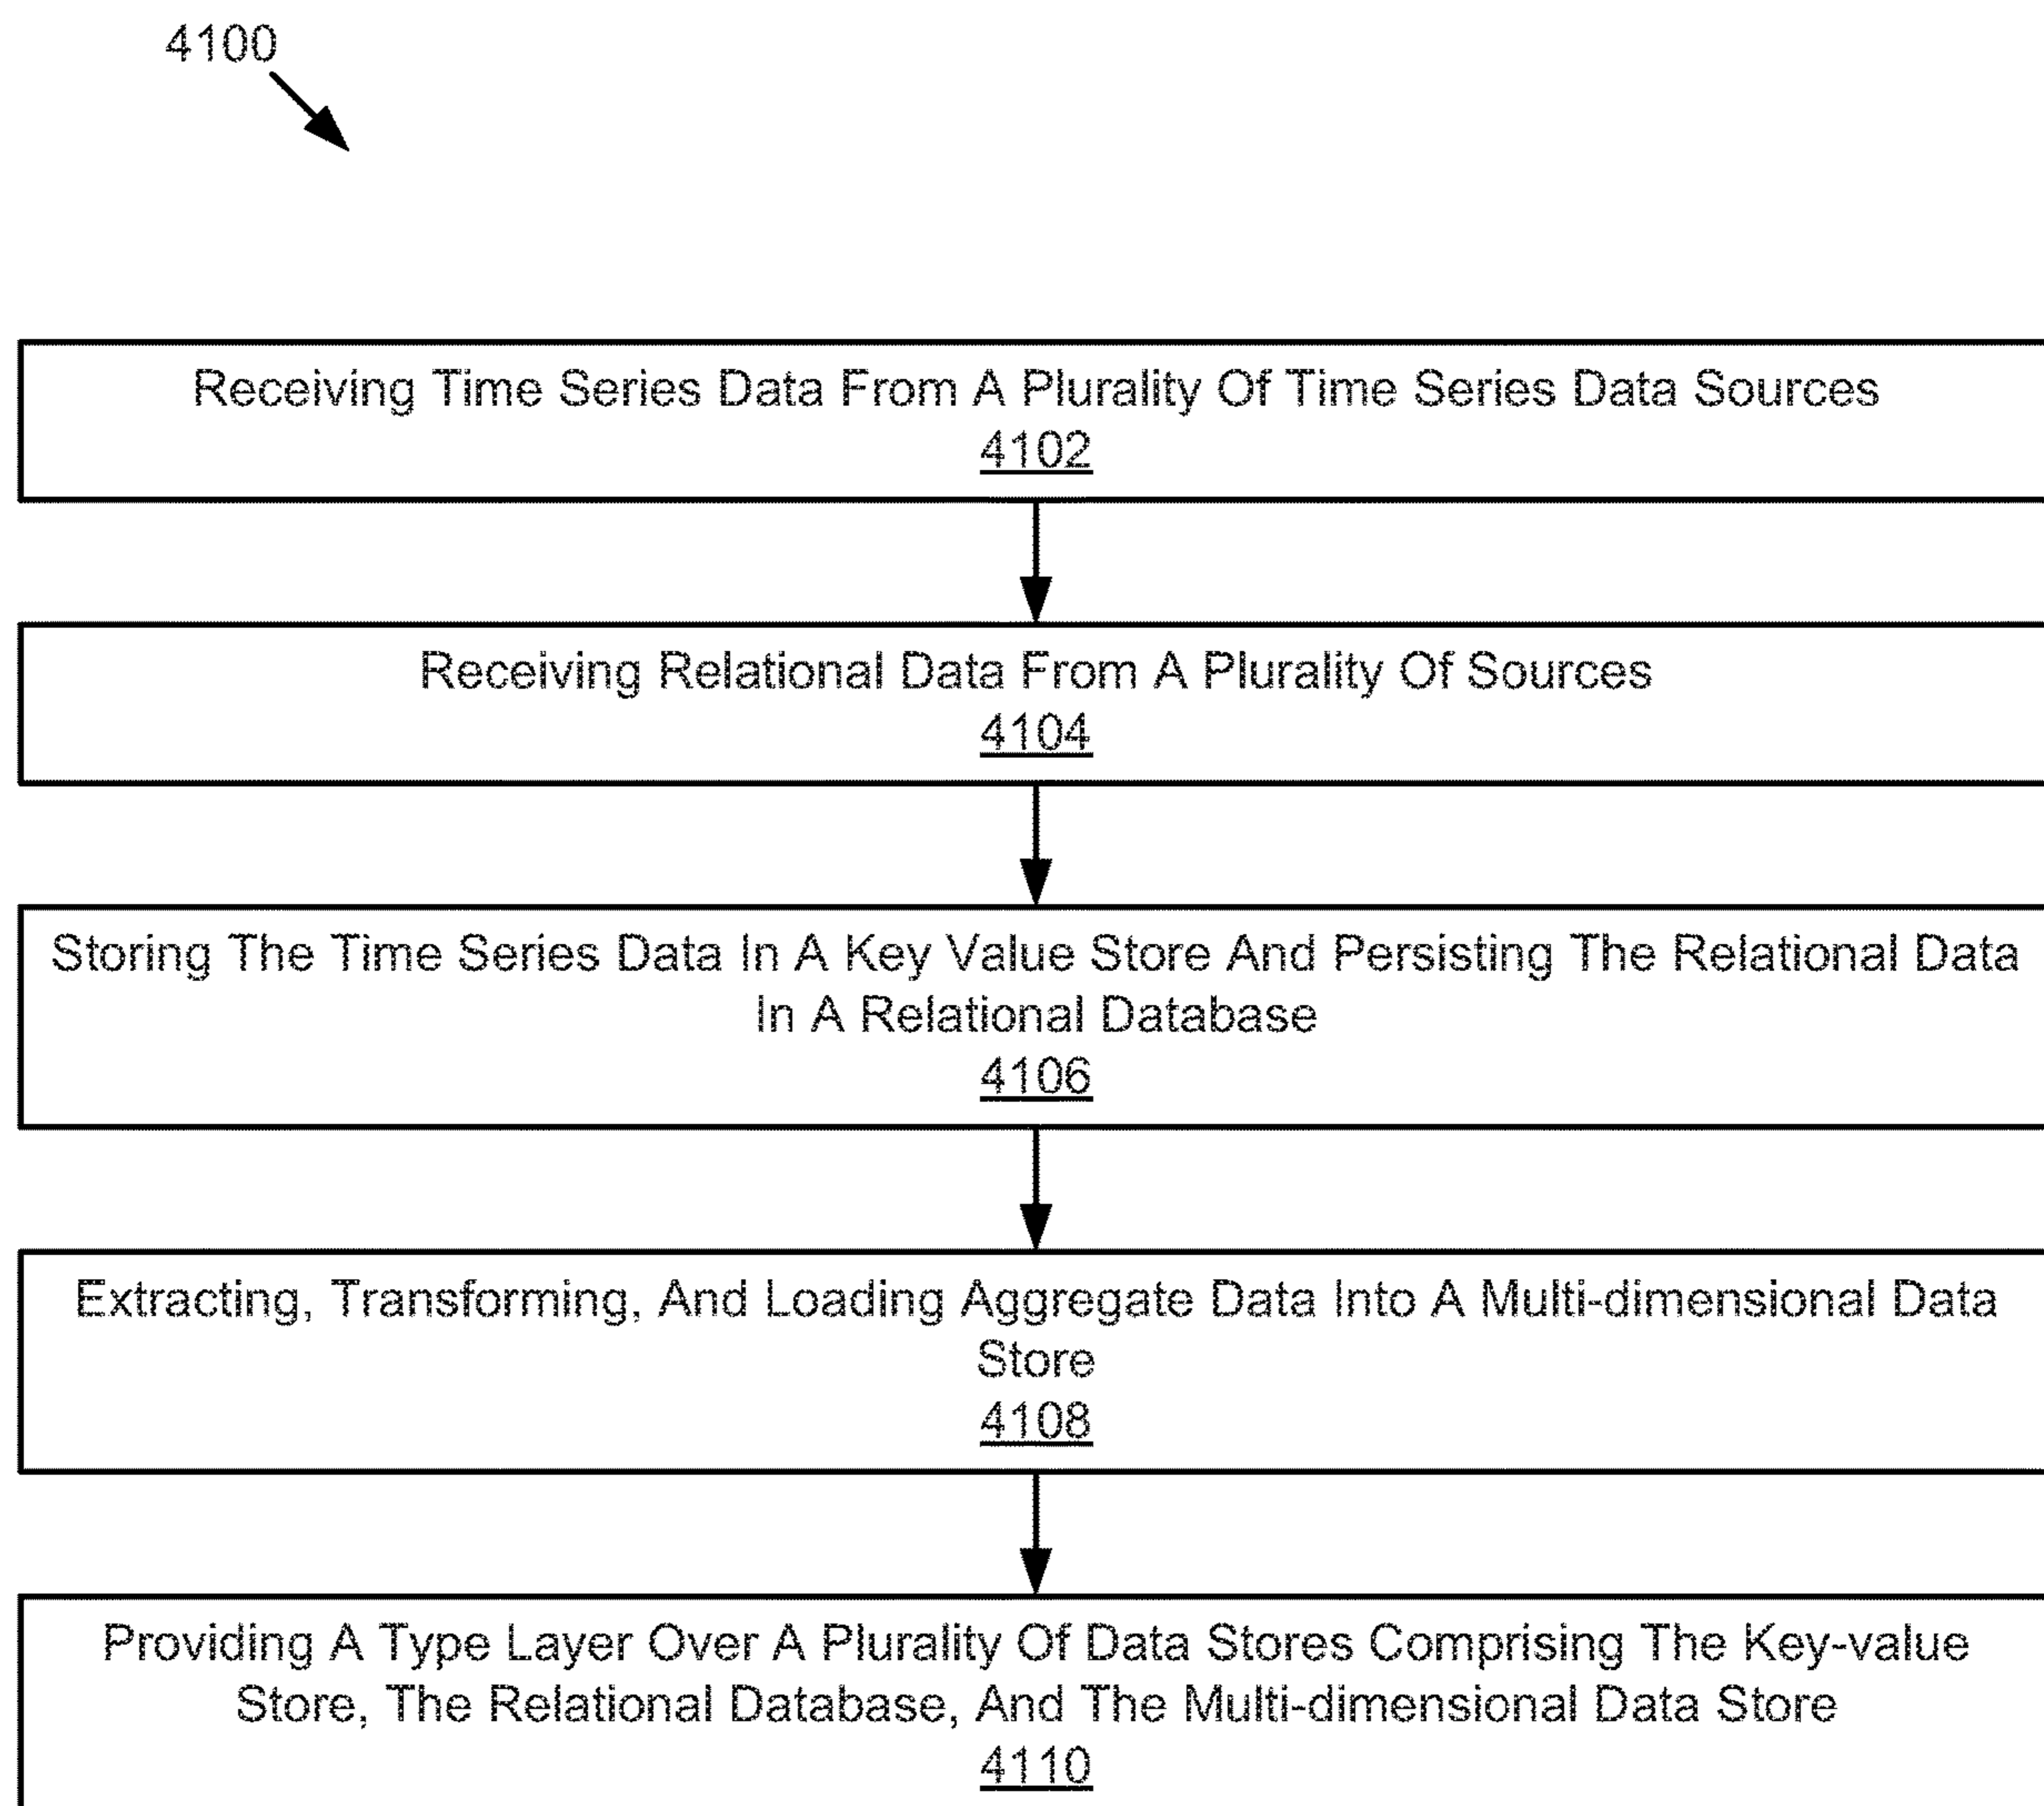 4100
Receiving Time Series Data From A Plurality Of Time Series Data Sources
4102
Receiving Relational Data From A Plurality Of Sources
4104
Storing The Time Series Data In A Key Value Store And Persisting The Relational Data
In A Relational Database
4106
Extracting, Transforming, And Loading Aggregate Data Into A Multi-dimensional Data
Store
4108
Providing A Type Layer Over A Plurality Of Data Stores Comprising The Key-value
Store, The Relational Database, And The Multi-dimensional Data Store
4110